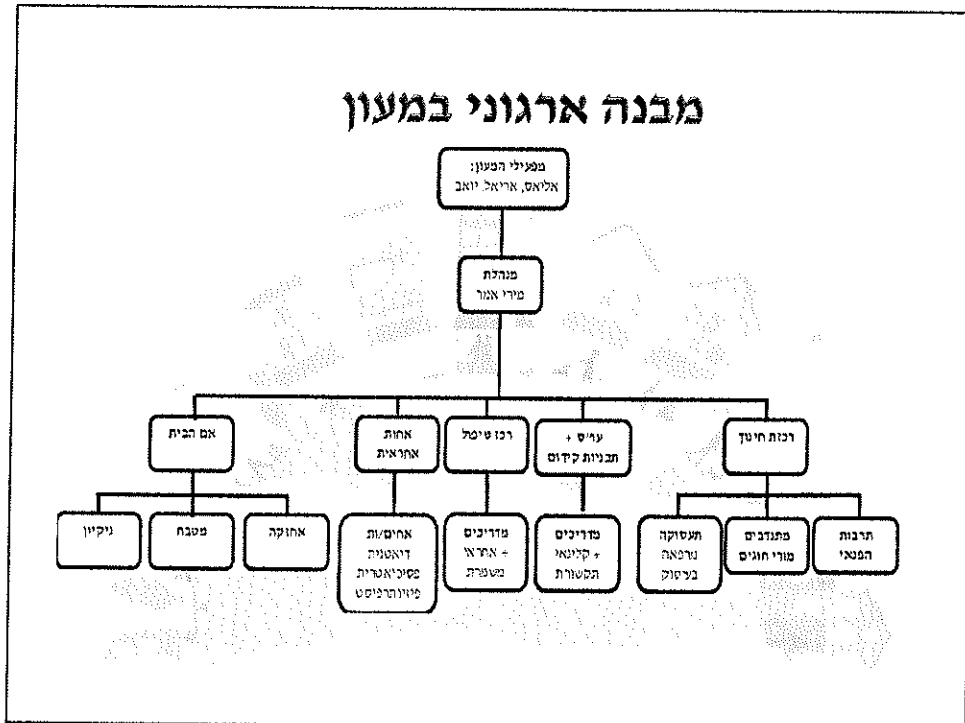 מבנה ארגוני במעון
מפעילי המעון:
אליאס, אריאל, יואב
מנהלת
מירי אמר
רכזת חינוך
עו"ס +
תבניות קידום
רכז טיפול
אחות
אחראית
אם הבית
תרבות
הפנאי
מתנדבים
מורי חוגים
תעסוקה
מרפאה
בעיסוק
מדריכים
+ קלינאי
תקשורת
מדריכים
+ אחראי
משמרת
אחים/ות
דיאטנית
פסיכיאטרית
פיזיותרפיסט
אחזקה
מטבח
ניקיון